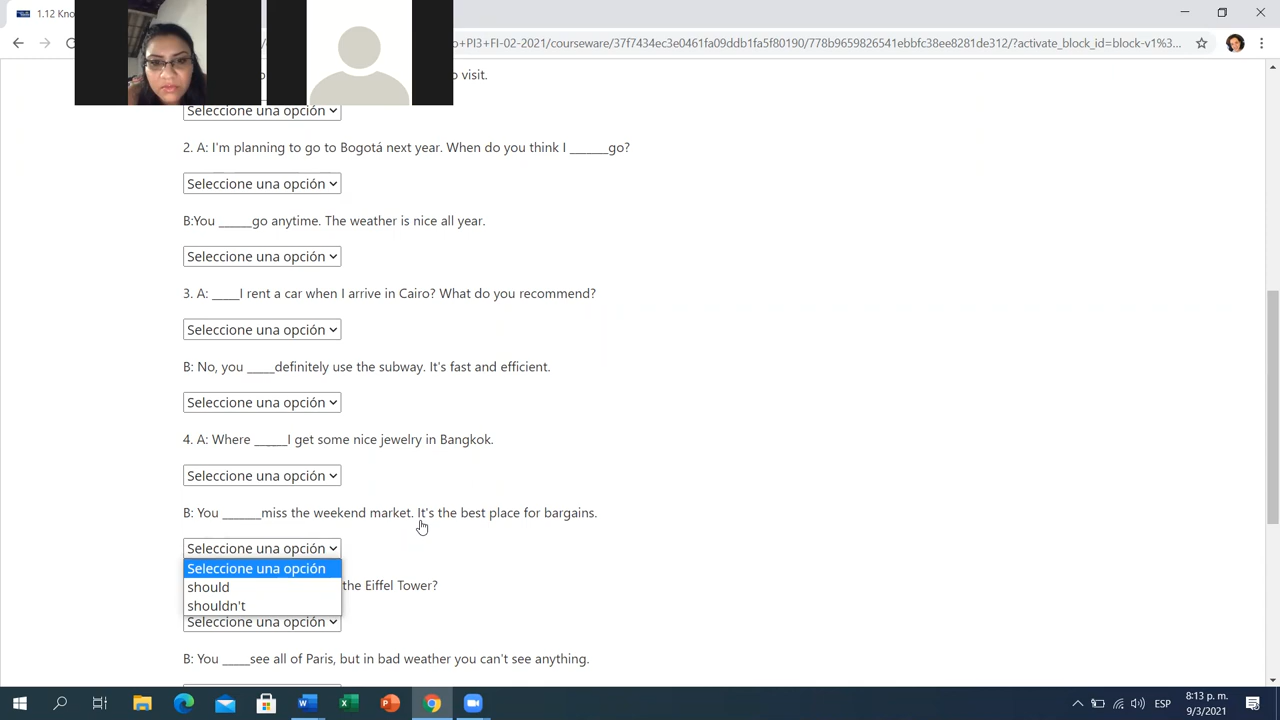 1.12 Kno
o PI3+FI-02-2021/courseware/37f7434ec3e0461fa09ddb1fa5f80190/778b9659826541ebbfc38ee8281de312/?activate_block_id=block-v1%3...
o visit.
Seleccione una opción
2. A: I'm planning to go to Bogotá next year. When do you think I ______go?
Seleccione una opción
B:You _____go anytime. The weather is nice all year.
Seleccione una opción
3. A: ____I rent a car when I arrive in Cairo? What do you recommend?
Seleccione una opción
B: No, you ____definitely use the subway. It's fast and efficient.
Seleccione una opción
4. A: Where _____I get some nice jewelry in Bangkok.
Seleccione una opción
B: You ______miss the weekend market. It's the best place for bargains.
Seleccione una opción
Seleccione una opción
should
the Eiffel Tower?
shouldn't
Seleccione una opción
B: You ____see all of Paris, but in bad weather you can't see anything.
ESP
8:13 p. m.
9/3/2021